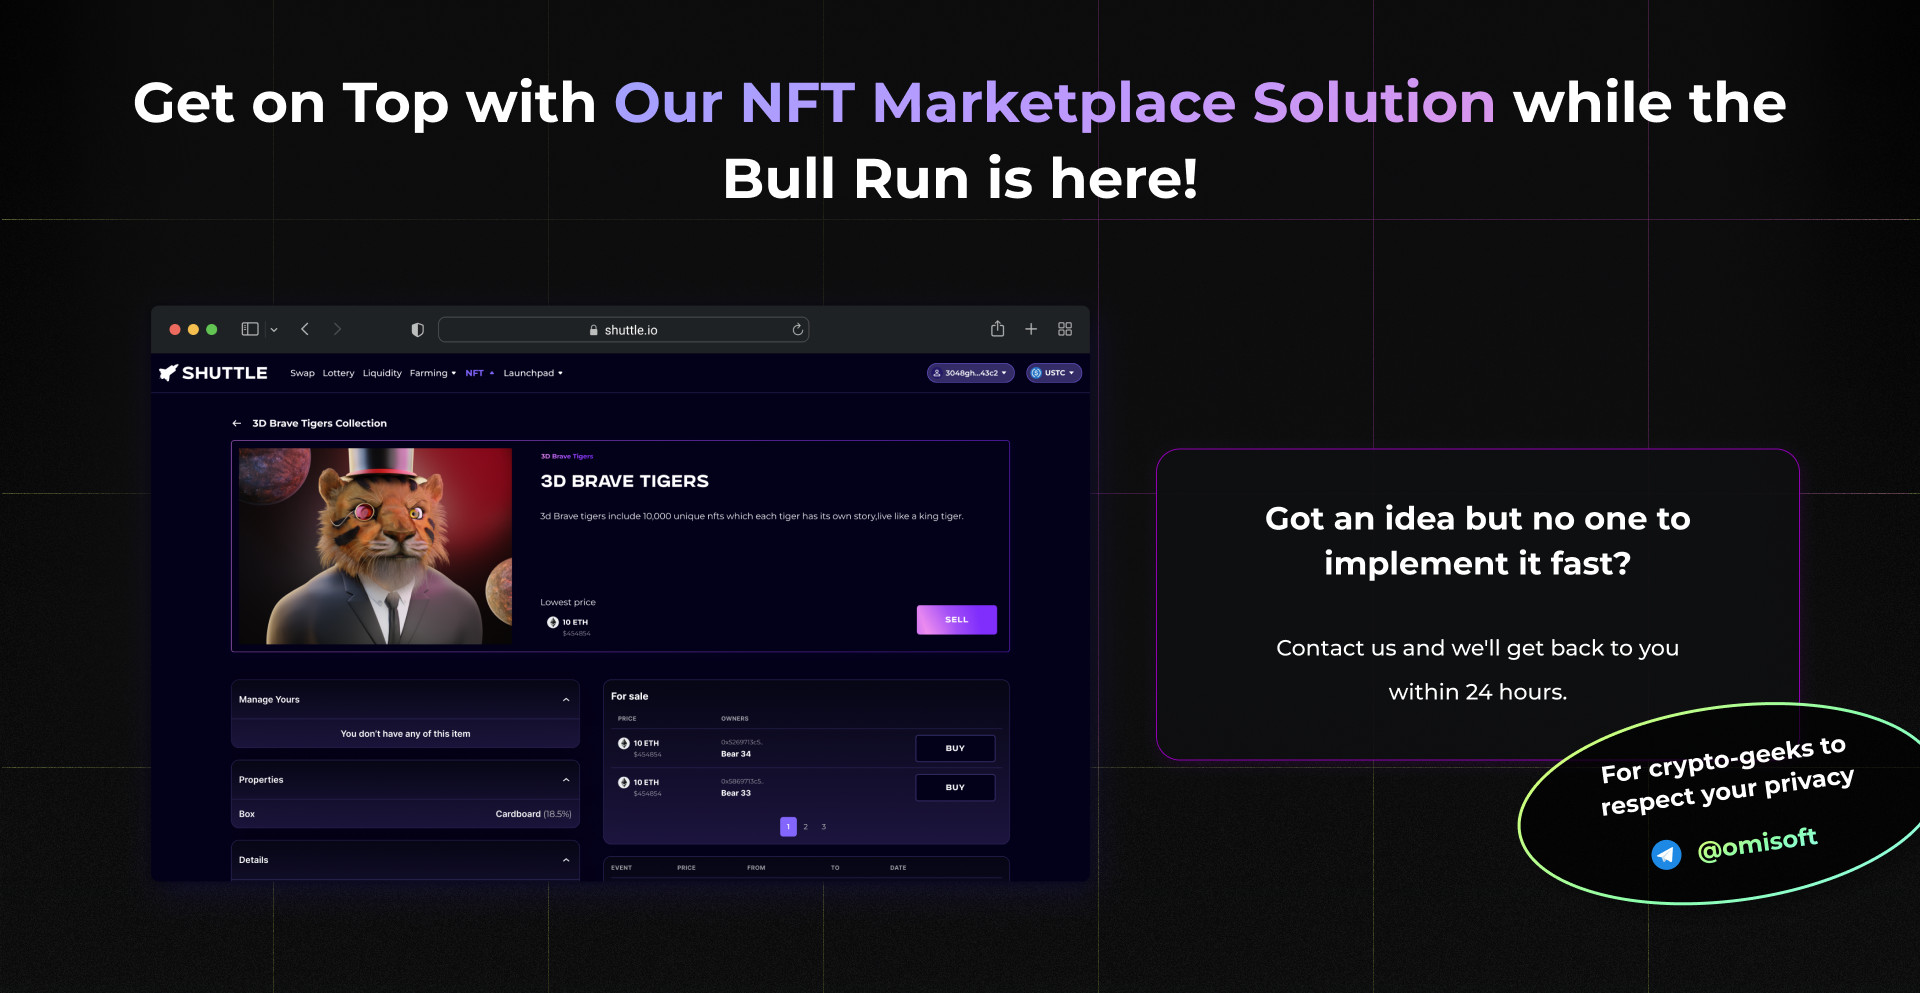 Get on Top with Our NFT Marketplace Solution while the
Bull Run is here!
shuttle.io
SHUTTLE
Swap Lottery Liquidity Farming NFT Launchpad
3048gh...43c2
USTC
3D Brave Tigers Collection
3D Brave Tigers
3D BRAVE TIGERS
3d Brave tigers include 10,000 unique nfts which each tiger has its own story,live like a king tiger.
Lowest price
10 ETH
$454854
SELL
Manage Yours
You don't have any of this item
Properties
Box Cardboard (18.5%)
Details
For sale
PRICE OWNERS
10 ETH 0x5269713c5..
$454854 Bear 34
BUY
10 ETH 0x5869713c5..
$454854 Bear 33
BUY
1 2 3
EVENT PRICE FROM TO DATE
Got an idea but no one to
implement it fast?
Contact us and we'll get back to you
within 24 hours.
For crypto-geeks to
respect your privacy
@omisoft